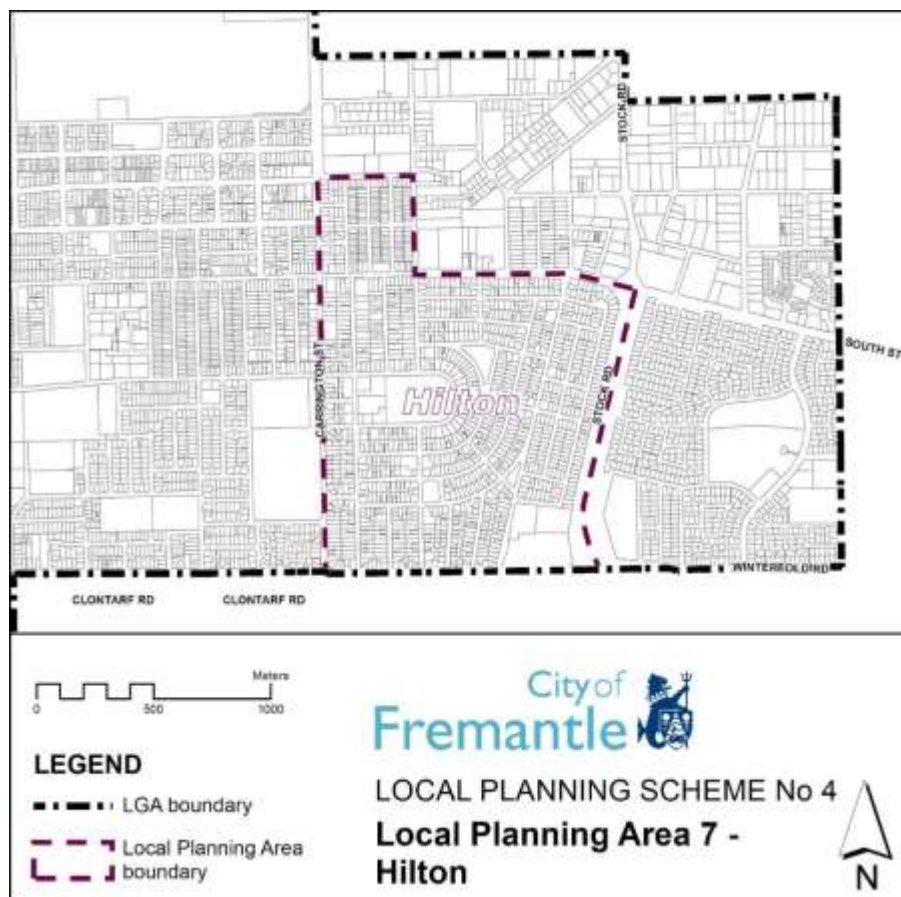 STOCK RD
SOUTH ST
CARRINGTON ST
Hilton
STOCK RD
WINTERFOLD RD
CLONTARF RD
CLONTARF RD
Meters
0
500
1000
City of
Fremantle
LEGEND
LGA boundary
Local Planning Area
boundary
LOCAL PLANNING SCHEME No 4
Local Planning Area 7 -
Hilton
N